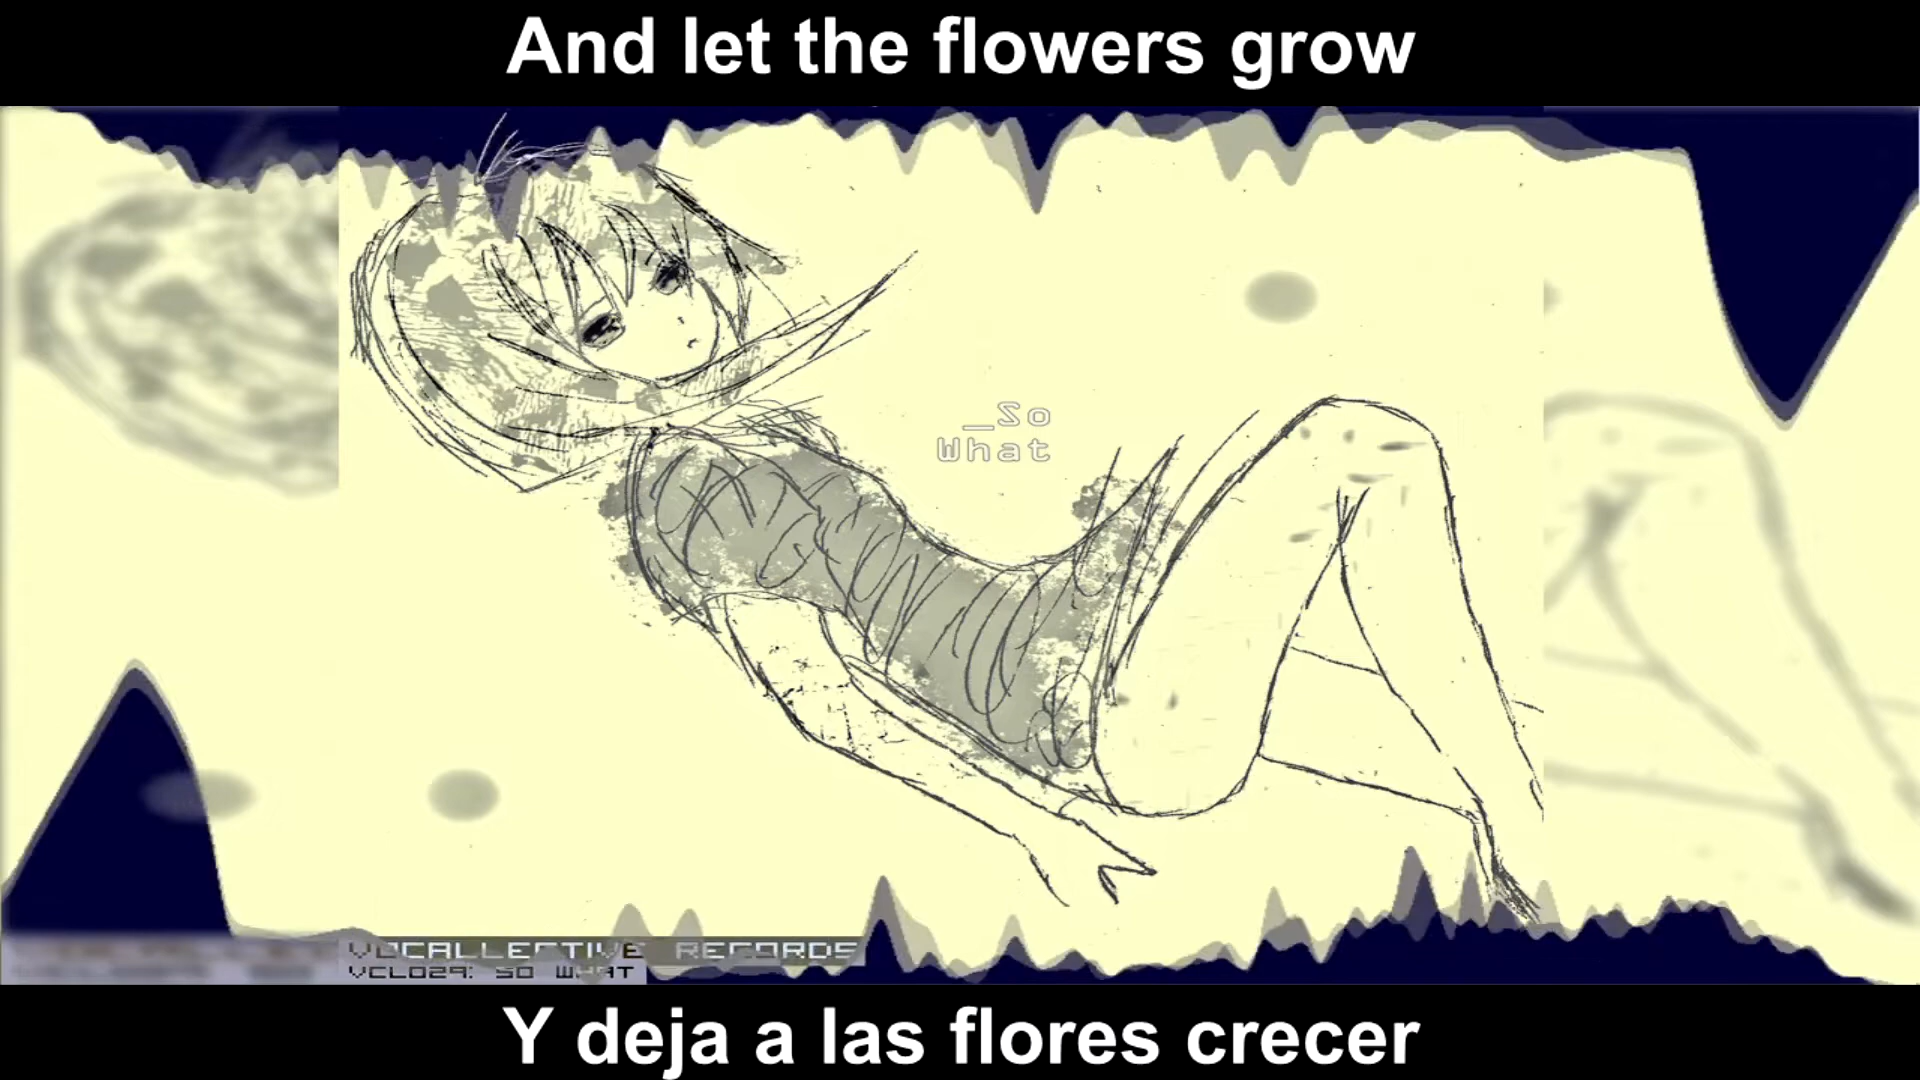 And let the flowers grow
_So
What
VOCALLECTIVE RECORDS
VCL029: SO WHAT
Y deja a las flores crecer